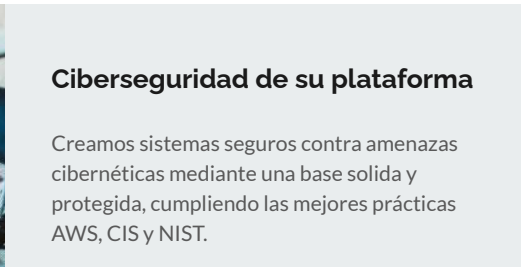 Ciberseguridad de su plataforma
Creamos sistemas seguros contra amenazas
cibernéticas mediante una base solida y
protegida, cumpliendo las mejores prácticas
AWS, CIS y NIST.